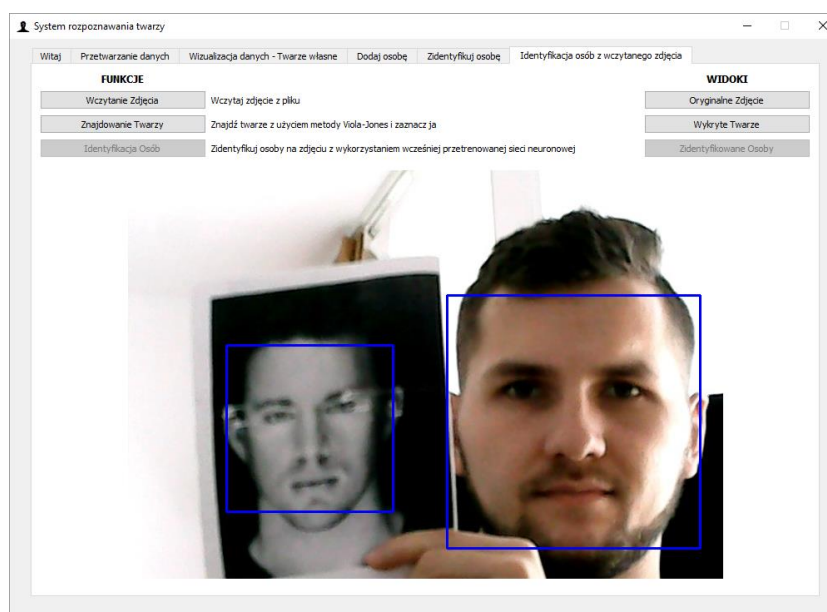 System rozpoznawania twarzy
Witaj Przetwarzanie danych Wizualizacja danych - Twarze własne Dodaj osobę Zidentyfikuj osobę Identyfikacja osób z wczytanego zdjęcia
FUNKCJE WIDOKI
Wczytanie Zdjęcia Wczytaj zdjęcie z pliku Oryginalne Zdjęcie
Znajdowanie Twarzy Znajdź twarze z użyciem metody Viola-Jones i zaznacz ja Wykryte Twarze
Identyfikacja Osób Zidentyfikuj osoby na zdjęciu z wykorzystaniem wcześniej przetrenowanej sieci neuronowej Zidentyfikowane Osoby